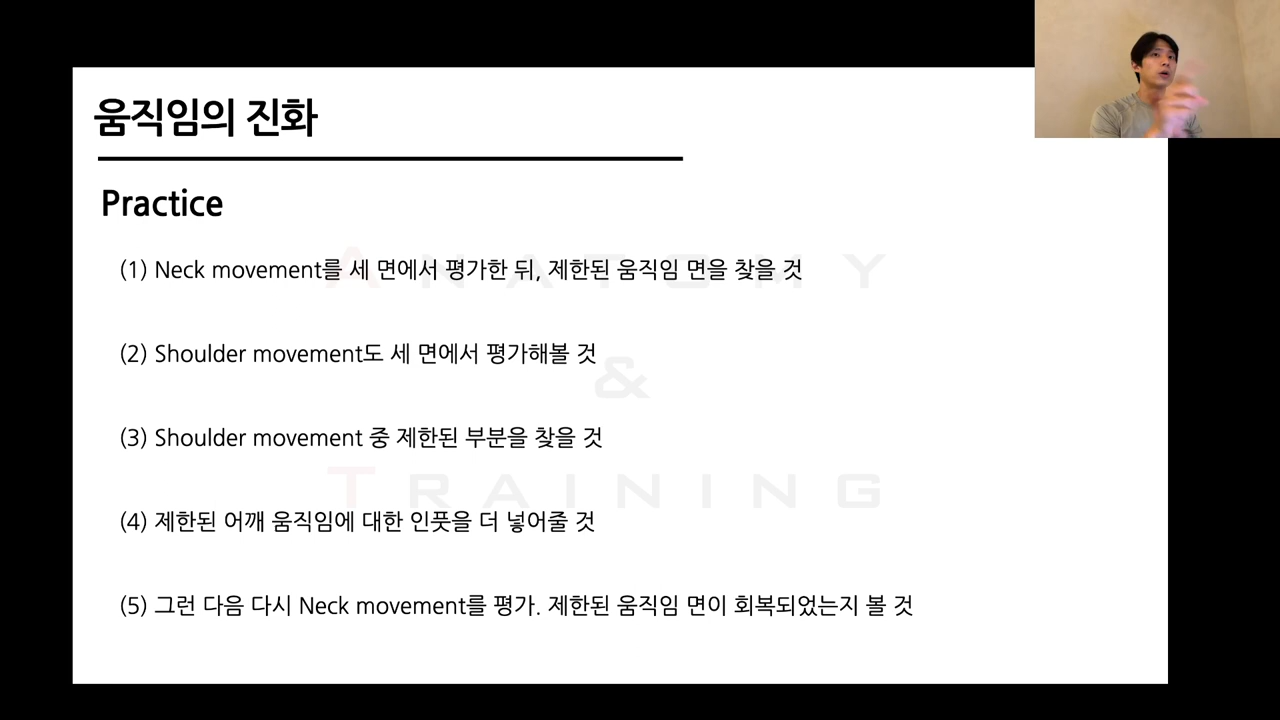 움직임의 진화
Practice
(1) Neck movement를 세 면에서 평가한 뒤, 제한된 움직임 면을 찾을 것
(2) Shoulder movement도 세 면에서 평가해볼 것
(3) Shoulder movement 중 제한된 부분을 찾을 것
(4) 제한된 어깨 움직임에 대한 인풋을 더 넣어줄 것
(5) 그런 다음 다시 Neck movement를 평가. 제한된 움직임 면이 회복되었는지 볼 것
ANATOMY
&
TRAINING